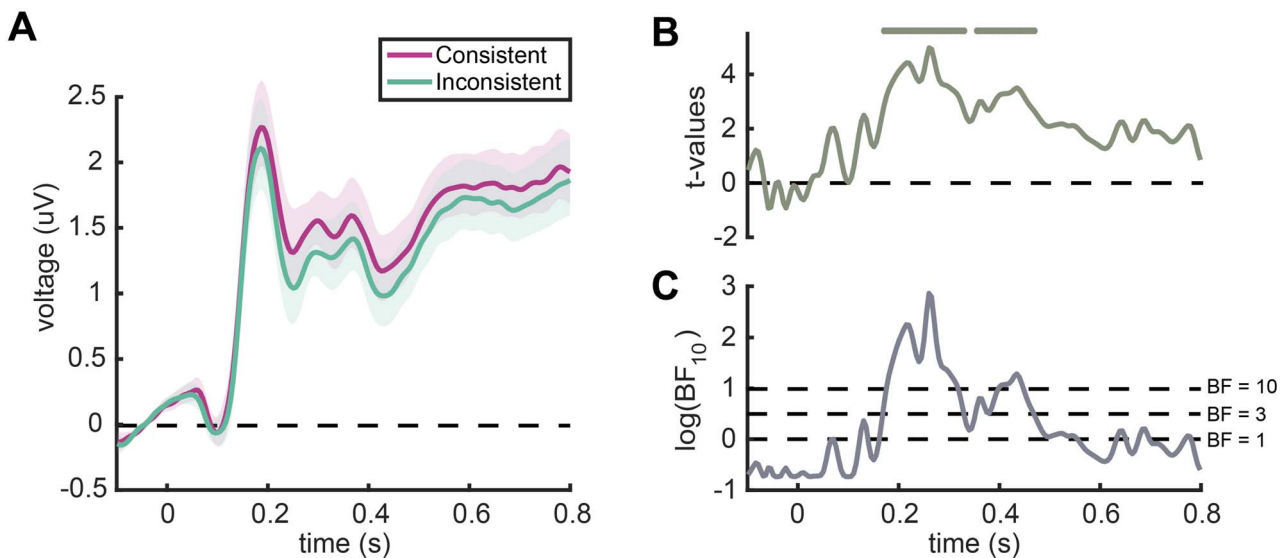 A
Consistent
Inconsistent
2.5
2
1.5
1
0.5
0
-0.5
voltage (uV)
0
0.2
0.4
0.6
0.8
time (s)
B
4
2
0
-2
t-values
C
3
2
1
0
-1
log(BF10)
BF = 10
BF = 3
BF = 1
0
0.2
0.4
0.6
0.8
time (s)